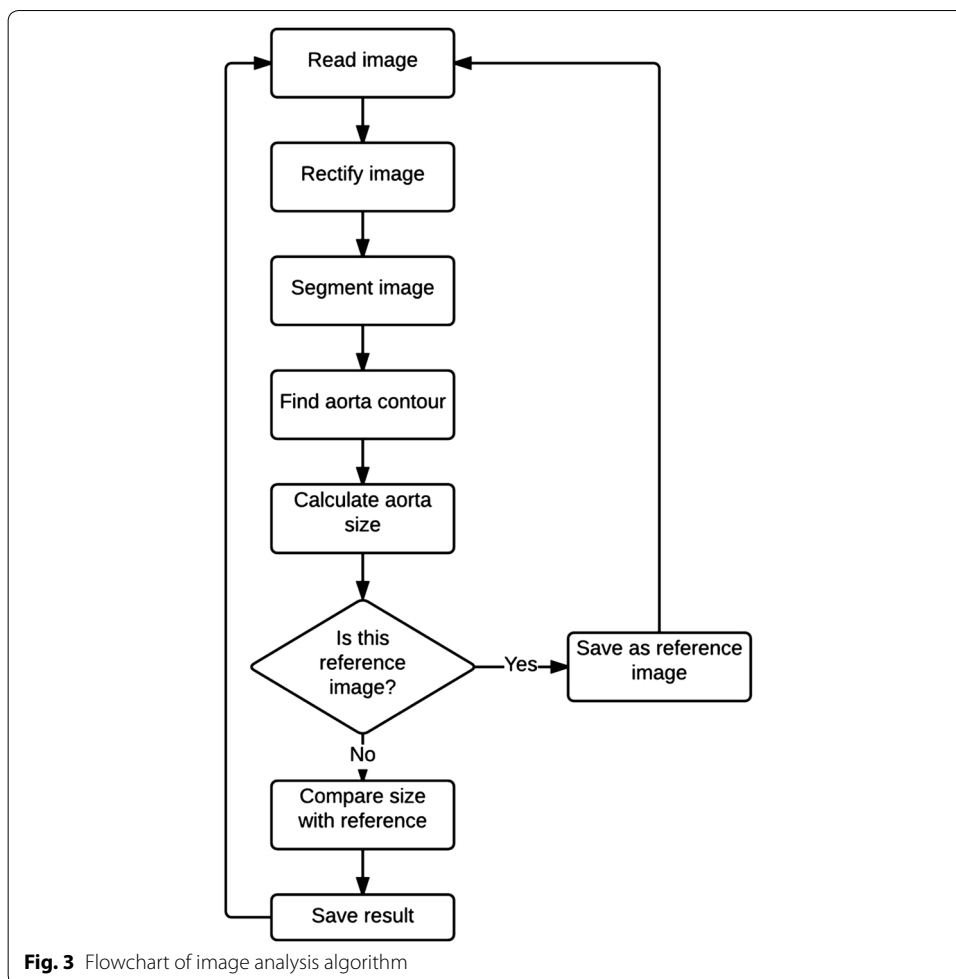 Read image
Rectify image
Segment image
Find aorta contour
Calculate aorta
size
Is this
reference
image?
Yes
Save as reference
image
No
Compare size
with reference
Save result
Fig. 3 Flowchart of image analysis algorithm